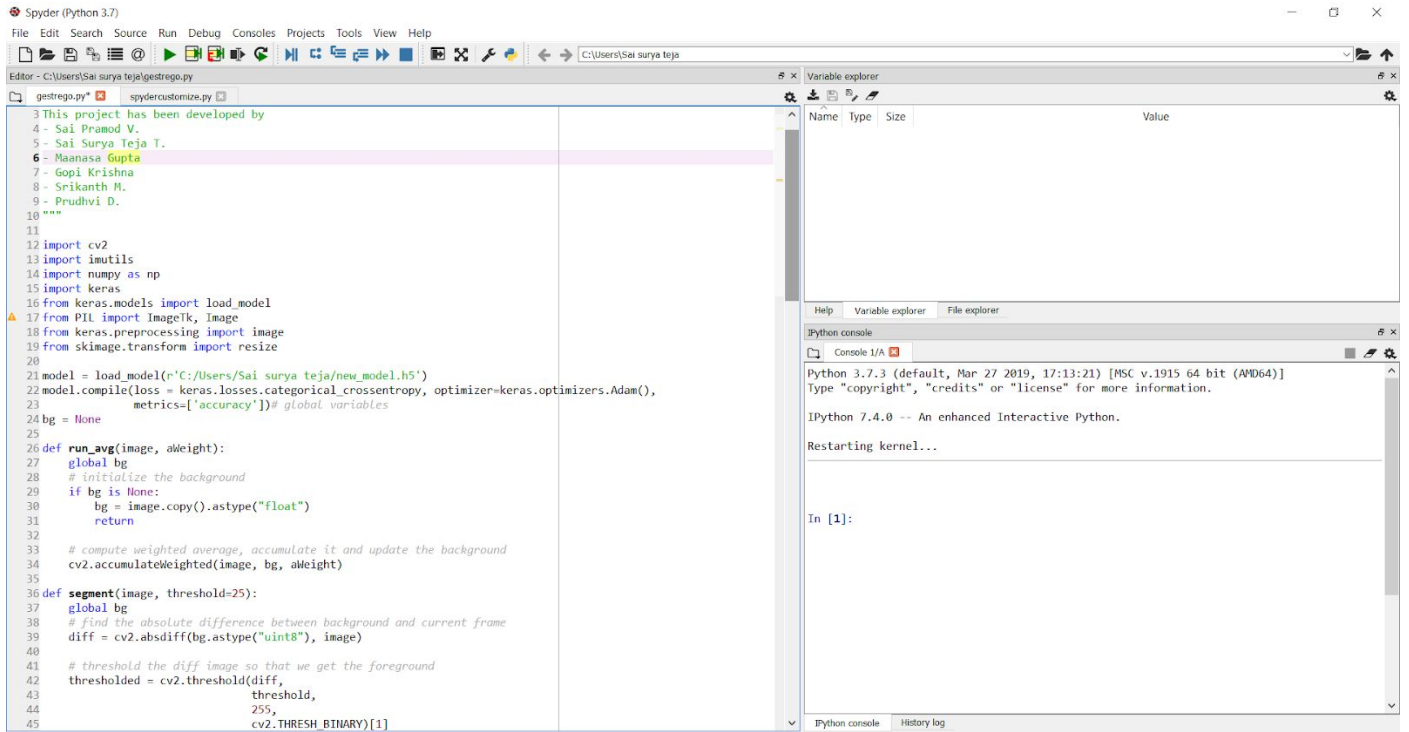 Spyder (Python 3.7)
File Edit Search Source Run Debug Consoles Projects Tools View Help
C:\Users\Sai surya teja
Editor - C:\Users\Sai surya teja\gestrego.py
gestrego.py* spydercustomize.py
3 This project has been developed by
4 - Sai Pramod V.
5 - Sai Surya Teja T.
6 - Maanasa Gupta
7 - Gopi Krishna
8 - Srikanth M.
9 - Prudhvi D.
10 """
11
12 import cv2
13 import imutils
14 import numpy as np
15 import keras
16 from keras.models import load_model
17 from PIL import ImageTk, Image
18 from keras.preprocessing import image
19 from skimage.transform import resize
20
21 model = load_model(r'C:/Users/Sai surya teja/new_model.h5')
22 model.compile(loss = keras.losses.categorical_crossentropy, optimizer=keras.optimizers.Adam(),
23 metrics=['accuracy'])# global variables
24 bg = None
25
26 def run_avg(image, aWeight):
27 global bg
28 # initialize the background
29 if bg is None:
30 bg = image.copy().astype("float")
31 return
32
33 # compute weighted average, accumulate it and update the background
34 cv2.accumulateWeighted(image, bg, aWeight)
35
36 def segment(image, threshold=25):
37 global bg
38 # find the absolute difference between background and current frame
39 diff = cv2.absdiff(bg.astype("uint8"), image)
40
41 # threshold the diff image so that we get the foreground
42 thresholded = cv2.threshold(diff,
43 threshold,
44 255,
45 cv2.THRESH_BINARY)[1]
Variable explorer
Name Type Size Value
Help Variable explorer File explorer
IPython console
Console 1/A
Python 3.7.3 (default, Mar 27 2019, 17:13:21) [MSC v.1915 64 bit (AMD64)]
Type "copyright", "credits" or "license" for more information.
IPython 7.4.0 -- An enhanced Interactive Python.
Restarting kernel...
In [1]:
IPython console History log